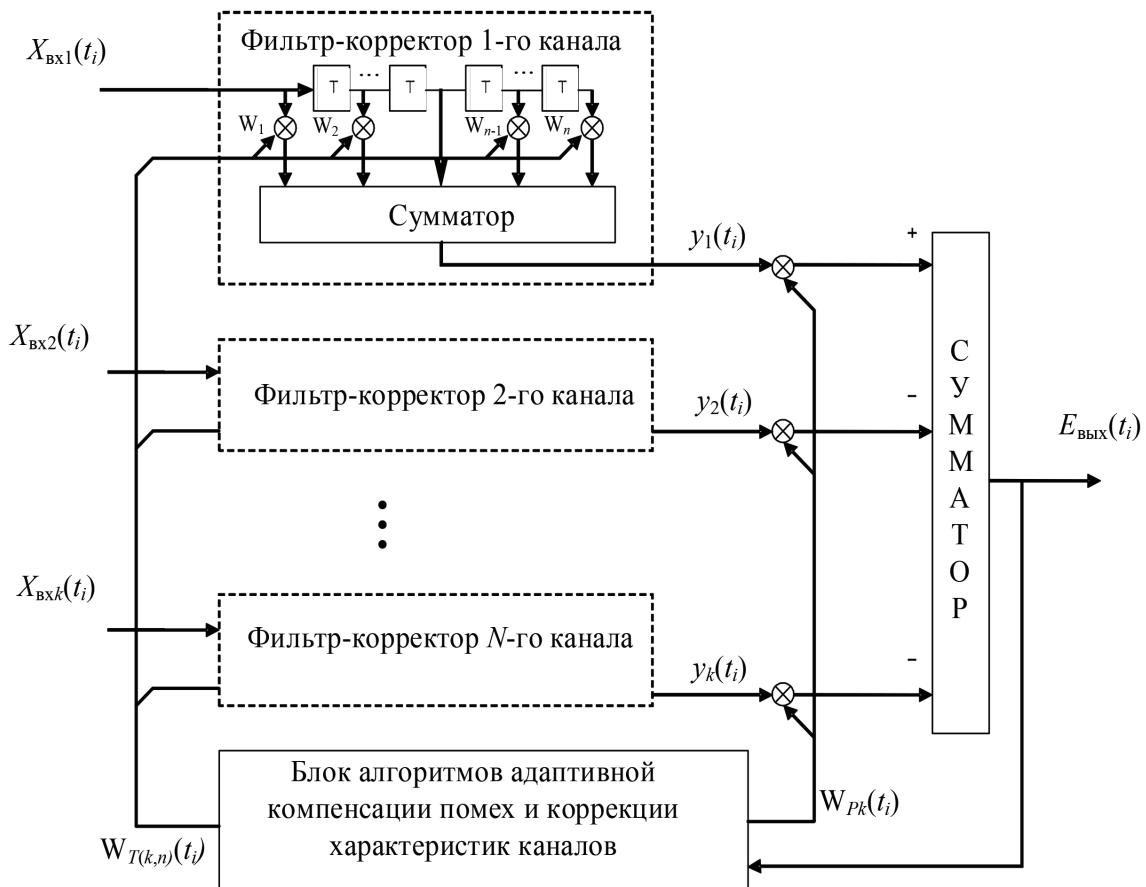 Фильтр-корректор 1-го канала
Xвх1(ti)
T ... T T ... T
W1 W2 Wn-1 Wn
Сумматор
y1(ti)
+
Xвх2(ti)
Фильтр-корректор 2-го канала
y2(ti)
–
СУММАТОР
Eвых(ti)
Xвхk(ti)
Фильтр-корректор N-го канала
yk(ti)
–
Блок алгоритмов адаптивной
компенсации помех и коррекции
характеристик каналов
WPk(ti)
WT(k,n)(ti)